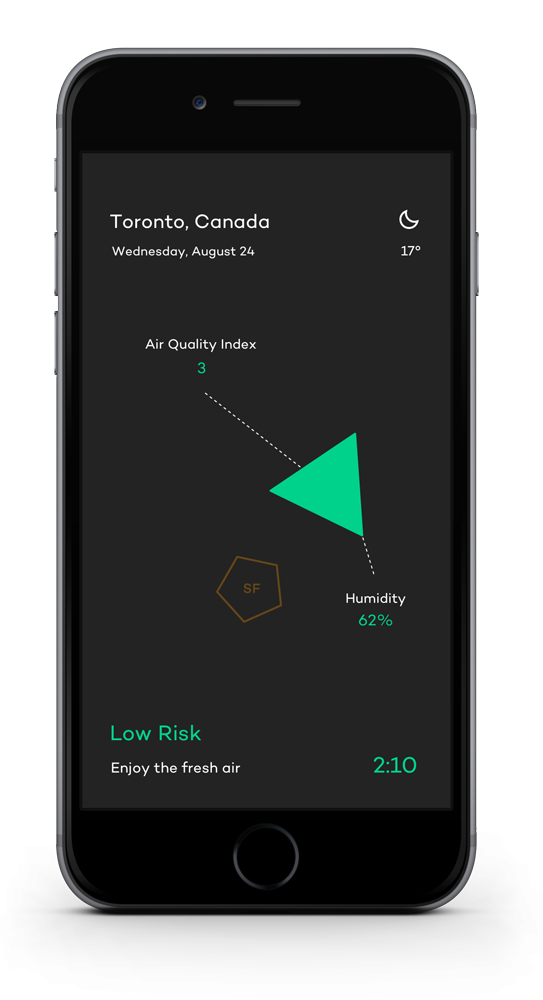 Toronto, Canada
Wednesday, August 24
17°
Air Quality Index
3
SF
Humidity
62%
Low Risk
Enjoy the fresh air
2:10